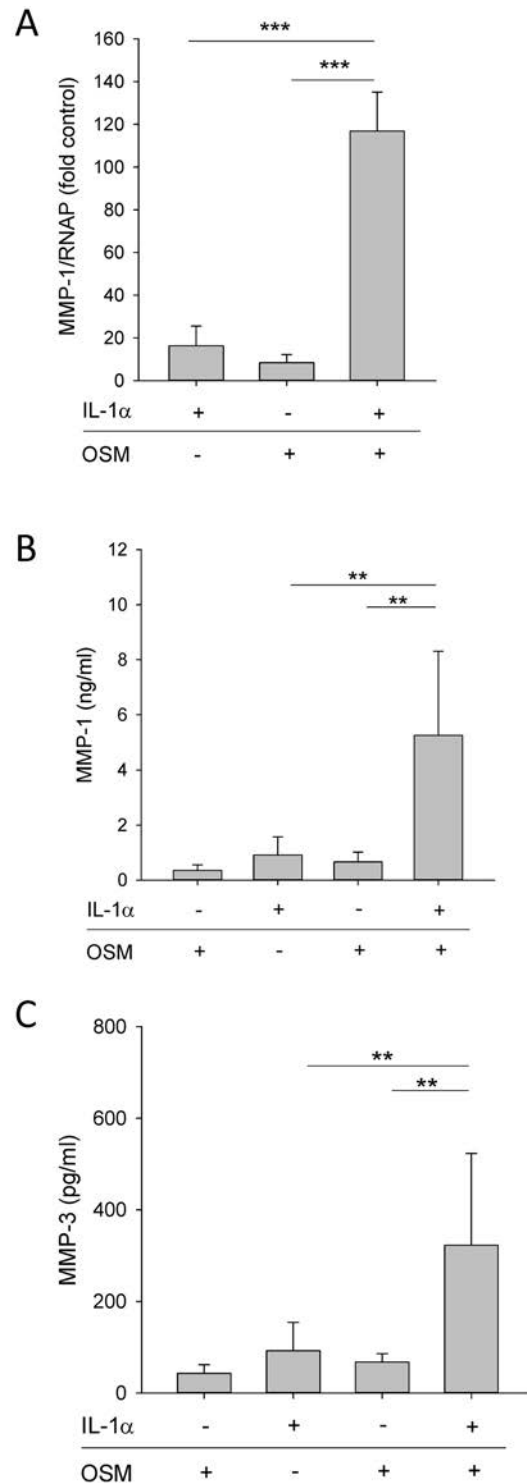 A
160
***
140
***
120
100
80
60
40
20
0
MMP-1/RNAP (fold control)
IL-1α + - +
OSM - + +
B
12
**
10
**
8
6
4
2
0
MMP-1 (ng/ml)
IL-1α - + - +
OSM + - + +
C
800
**
**
600
400
200
0
MMP-3 (pg/ml)
IL-1α - + - +
OSM + - + +